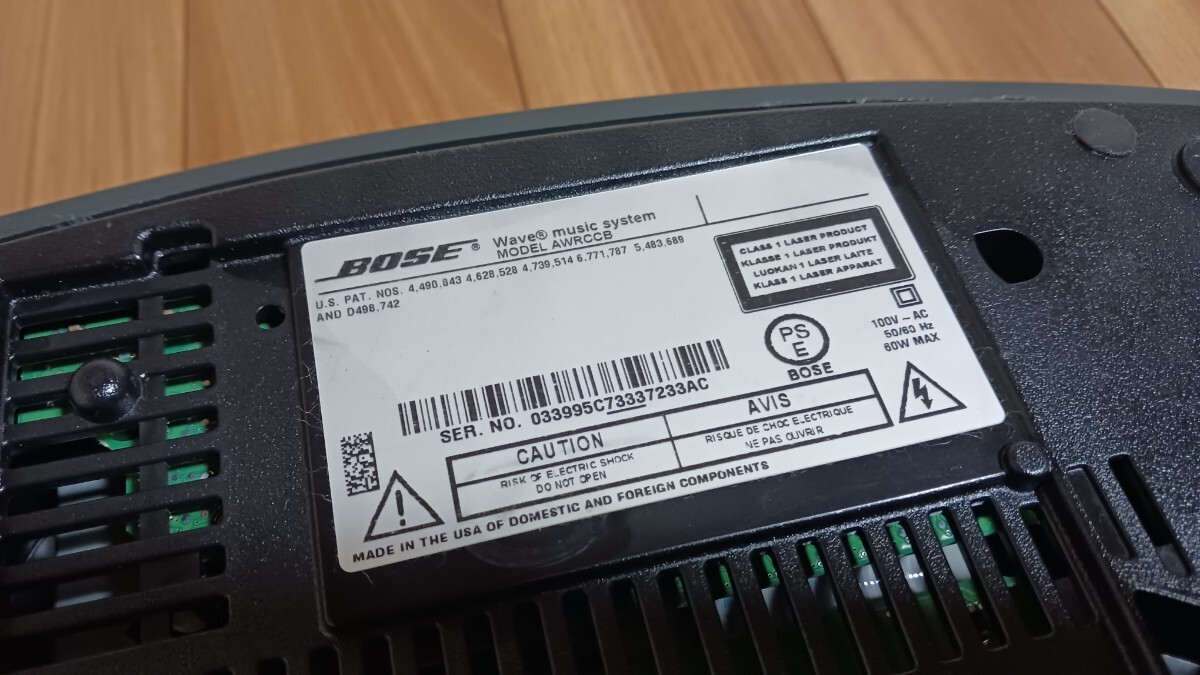 BOSE® Wave® music system
MODEL AWRCCB
U.S. PAT. NOS. 4,490,843 4,628,528 4,739,514 6,771,787 5,483,689
AND D498,742
CLASS 1 LASER PRODUCT
KLASSE 1 LASER PRODUKT
LUOKAN 1 LASER LAITE
KLASS 1 LASER APPARAT
PS
E
BOSE
100V ~ AC
50/60 Hz
60W MAX
SER. NO. 033995C73337233AC
CAUTION
RISK OF ELECTRIC SHOCK
DO NOT OPEN
AVIS
RISQUE DE CHOC ELECTRIQUE
NE PAS OUVRIR
!
MADE IN THE USA OF DOMESTIC AND FOREIGN COMPONENTS